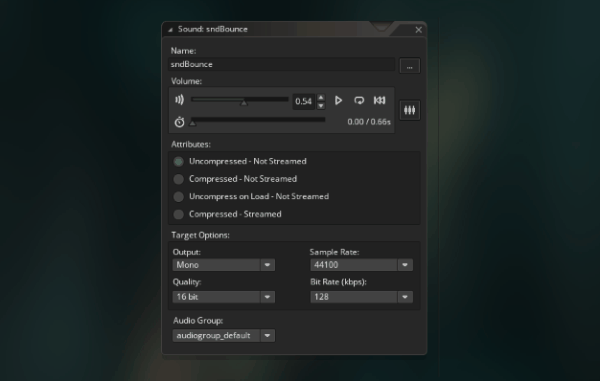 Sound: sndBounce
Name:
sndBounce
...
Volume:
0.54
0.00 / 0.66s
Attributes:
Uncompressed - Not Streamed
Compressed - Not Streamed
Uncompress on Load - Not Streamed
Compressed - Streamed
Target Options:
Output: Sample Rate:
Mono 44100
Quality: Bit Rate (kbps):
16 bit 128
Audio Group:
audiogroup_default